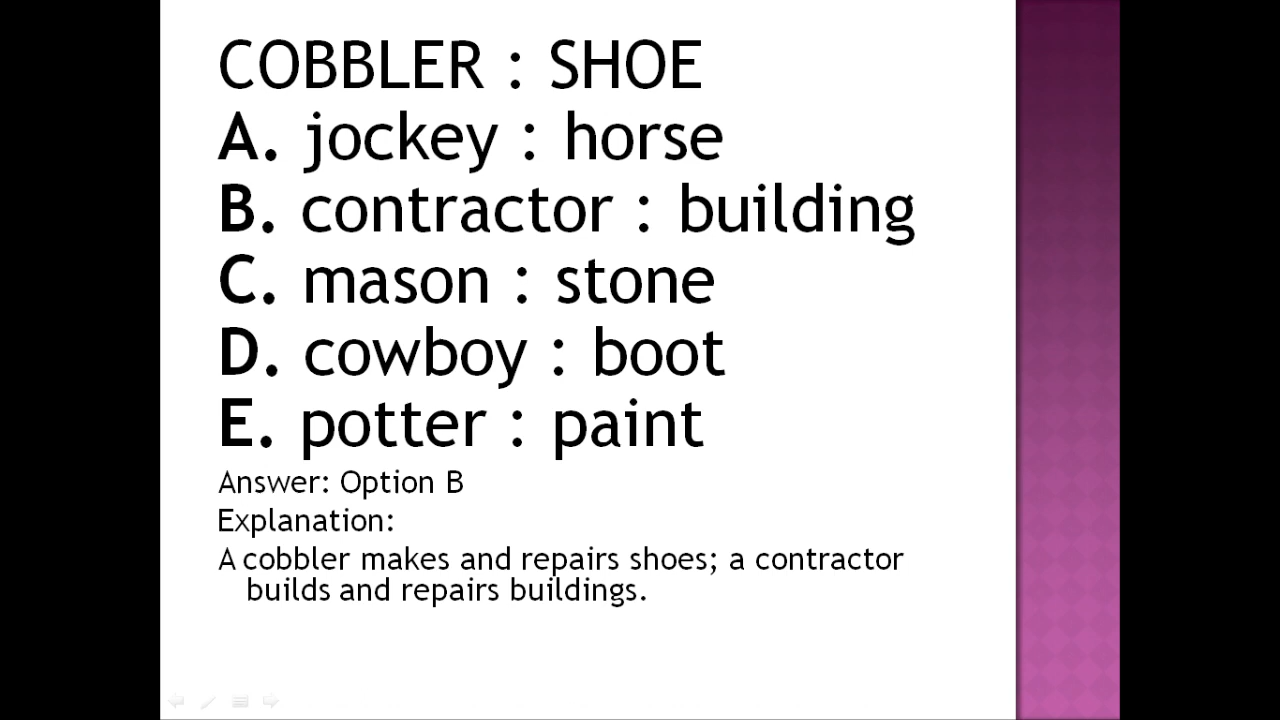 COBBLER : SHOE
A. jockey : horse
B. contractor : building
C. mason : stone
D. cowboy : boot
E. potter : paint
Answer: Option B
Explanation:
A cobbler makes and repairs shoes; a contractor
builds and repairs buildings.